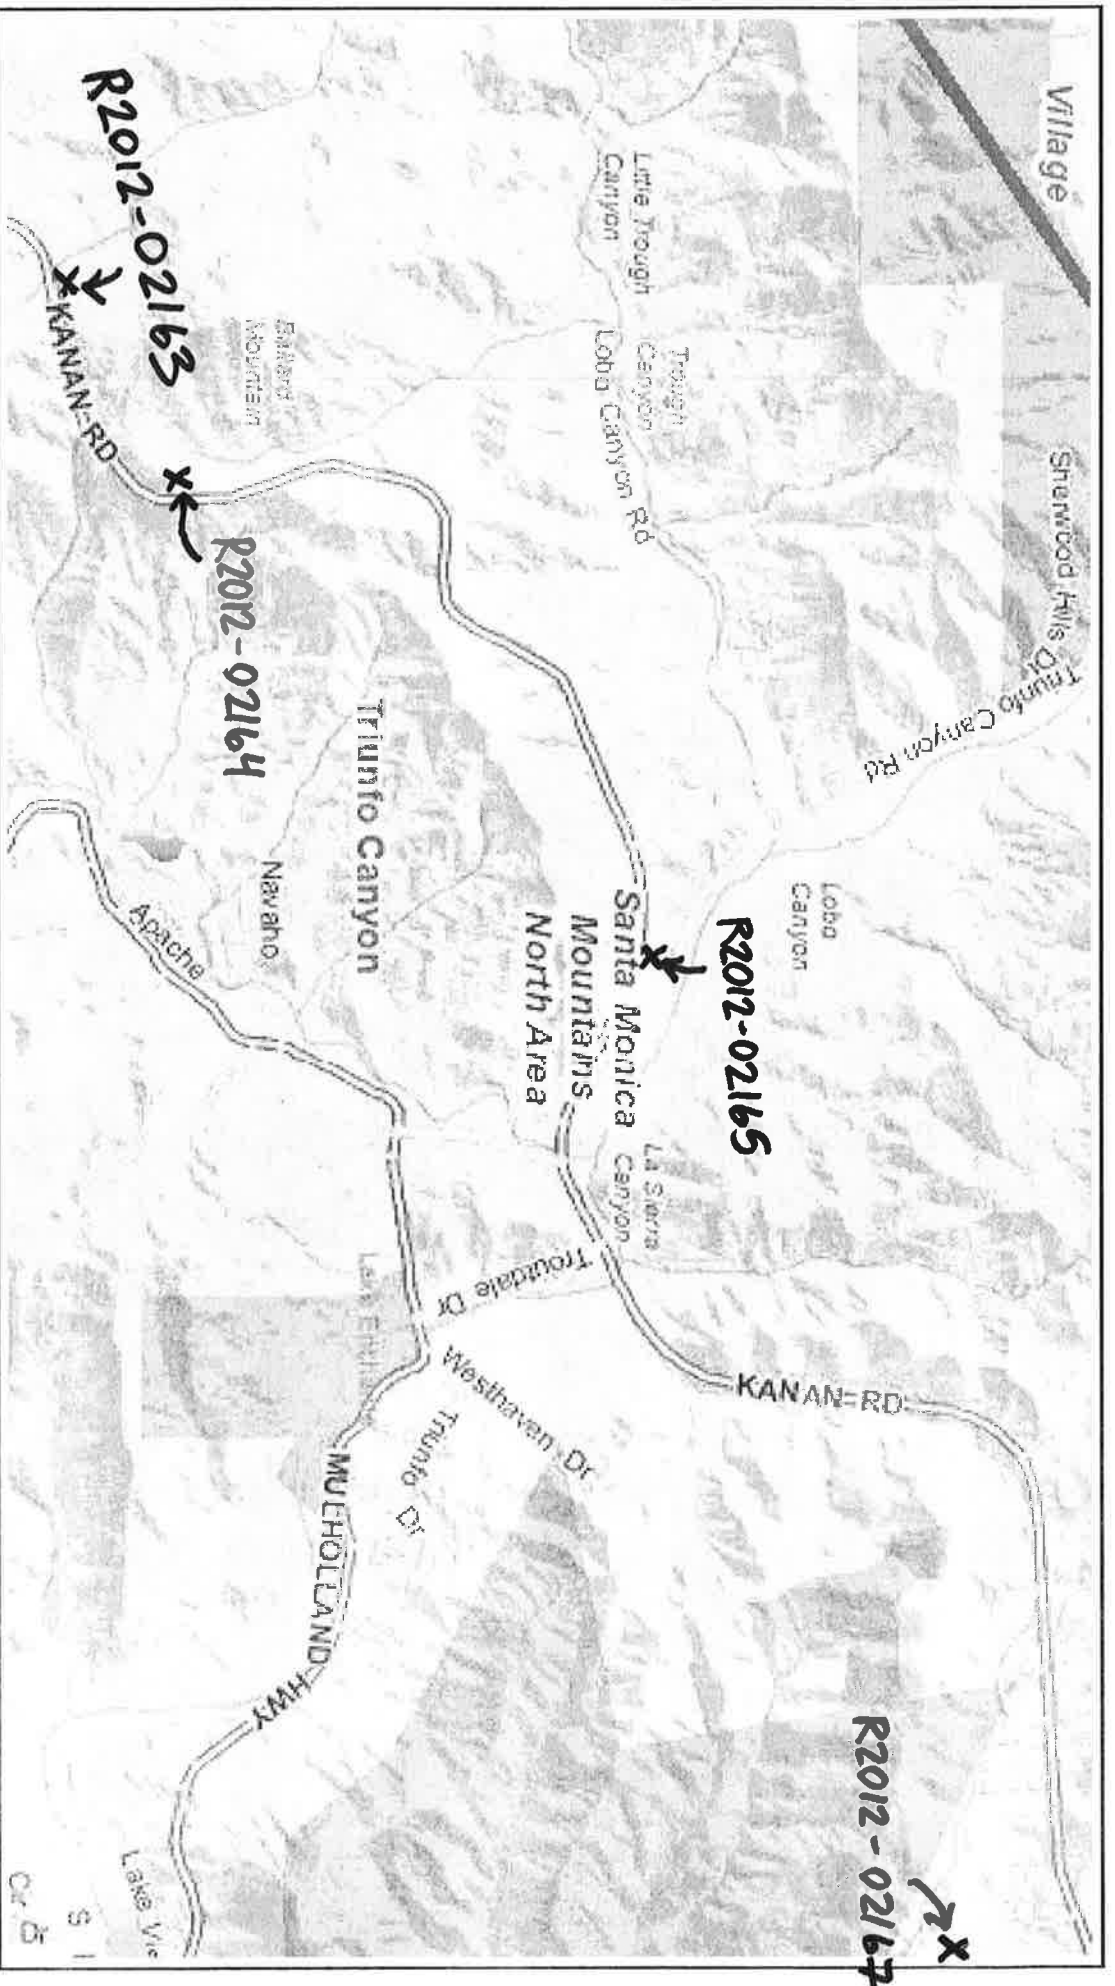 Village
Sherwood Hills Dr
Triunfo Canyon Rd
R2012-02167
Little Trough
Canyon
Trough
Canyon
Lobo Canyon Rd
Lobo
Canyon
R2012-02165
KANAN RD
La Sierra
Canyon
Santa Monica
Mountains
North Area
Troutdale Dr
Westhaven Dr
Triunfo Dr
Triunfo Canyon
R2012-02164
R2012-02163
KANAN RD
Mountain
Navaho
Apache
MULHOLLAND HWY